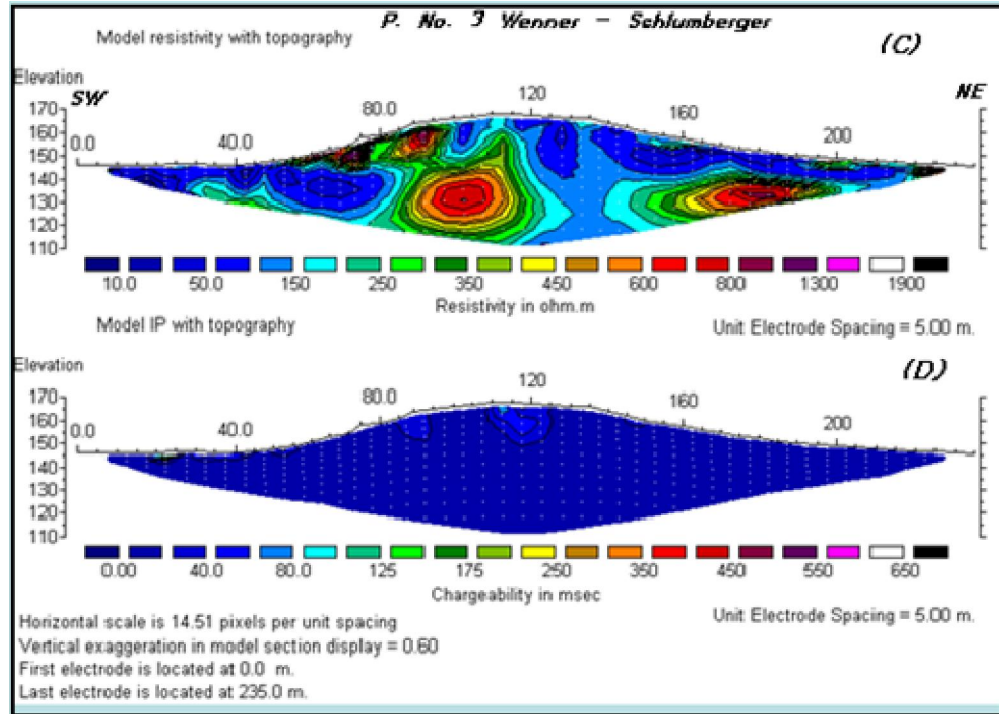 P. No. 3 Wenner - Schlumberger
Model resistivity with topography
(C)
Elevation
SW
NE
120
80.0
160
170
160
150
140
130
120
110
0.0
40.0
200
10.0 50.0 150 250 350 450 600 800 1300 1900
Resistivity in ohm.m
Model IP with topography
Unit Electrode Spacing = 5.00 m.
Elevation
(D)
120
80.0
160
170
160
150
140
130
120
110
0.0
40.0
200
0.00 40.0 80.0 125 175 250 350 450 550 650
Chargeability in msec
Horizontal scale is 14.51 pixels per unit spacing
Unit Electrode Spacing = 5.00 m.
Vertical exaggeration in model section display = 0.60
First electrode is located at 0.0 m.
Last electrode is located at 235.0 m.